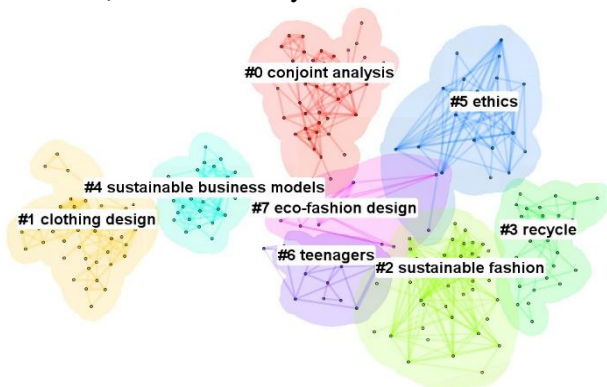 #0 conjoint analysis
#5 ethics
#4 sustainable business models
#1 clothing design
#7 eco-fashion design
#3 recycle
#6 teenagers
#2 sustainable fashion